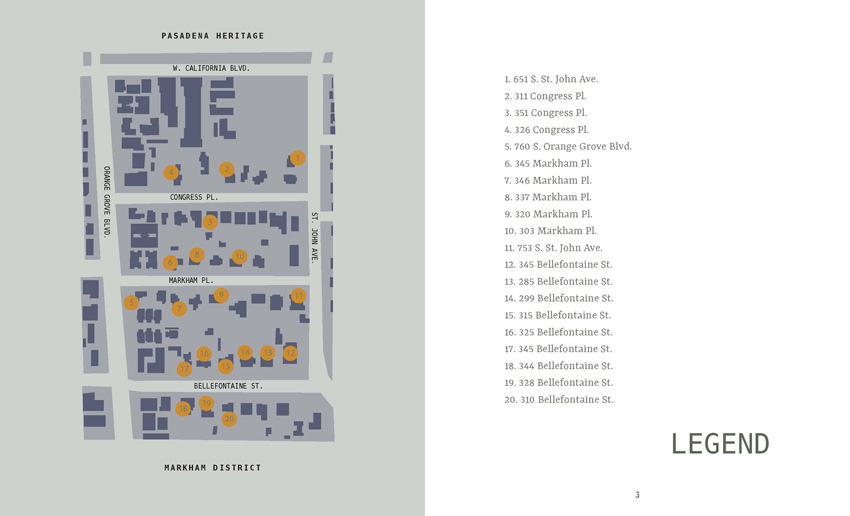 PASADENA HERITAGE
W. CALIFORNIA BLVD.
1
2
4
ORANGE GROVE BLVD.
CONGRESS PL.
ST. JOHN AVE.
3
8
10
6
MARKHAM PL.
9
11
5
7
14
13
12
16
15
17
BELLEFONTAINE ST.
19
18
20
MARKHAM DISTRICT
1. 651 S. St. John Ave.
2. 311 Congress Pl.
3. 351 Congress Pl.
4. 326 Congress Pl.
5. 760 S. Orange Grove Blvd.
6. 345 Markham Pl.
7. 346 Markham Pl.
8. 337 Markham Pl.
9. 320 Markham Pl.
10. 303 Markham Pl.
11. 753 S. St. John Ave.
12. 345 Bellefontaine St.
13. 285 Bellefontaine St.
14. 299 Bellefontaine St.
15. 315 Bellefontaine St.
16. 325 Bellefontaine St.
17. 345 Bellefontaine St.
18. 344 Bellefontaine St.
19. 328 Bellefontaine St.
20. 310 Bellefontaine St.
LEGEND
3